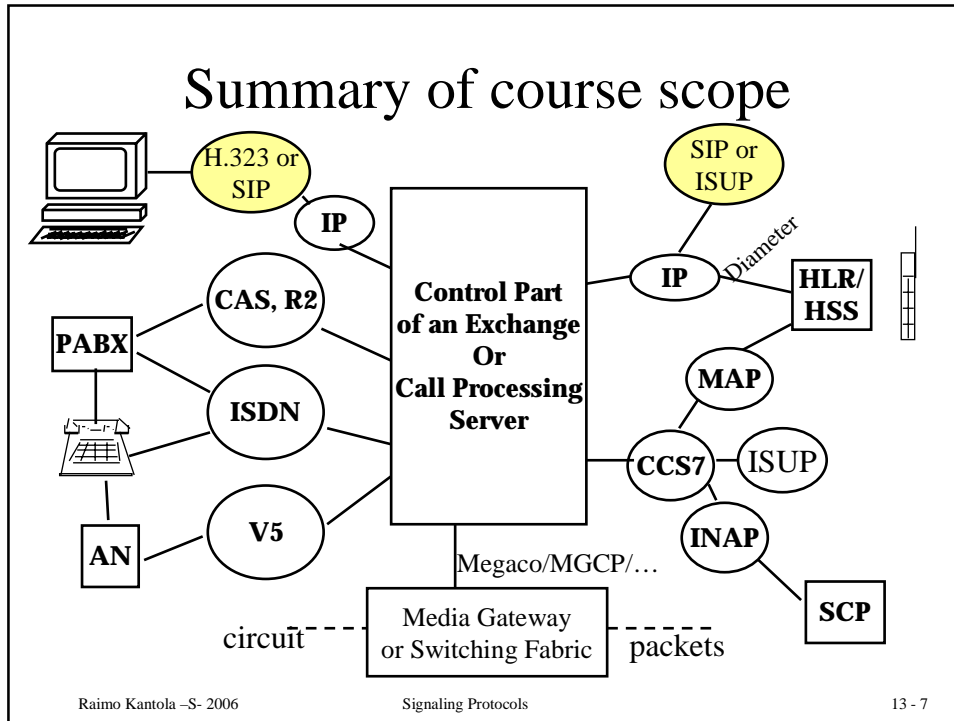 Summary of course scope
H.323 or
SIP
IP
SIP or
ISUP
IP
Diameter
HLR/
HSS
CAS, R2
PABX
ISDN
Control Part
of an Exchange
Or
Call Processing
Server
MAP
CCS7
ISUP
V5
AN
INAP
SCP
Megaco/MGCP/…
Media Gateway
or Switching Fabric
circuit
packets
Raimo Kantola –S- 2006
Signaling Protocols
13 - 7